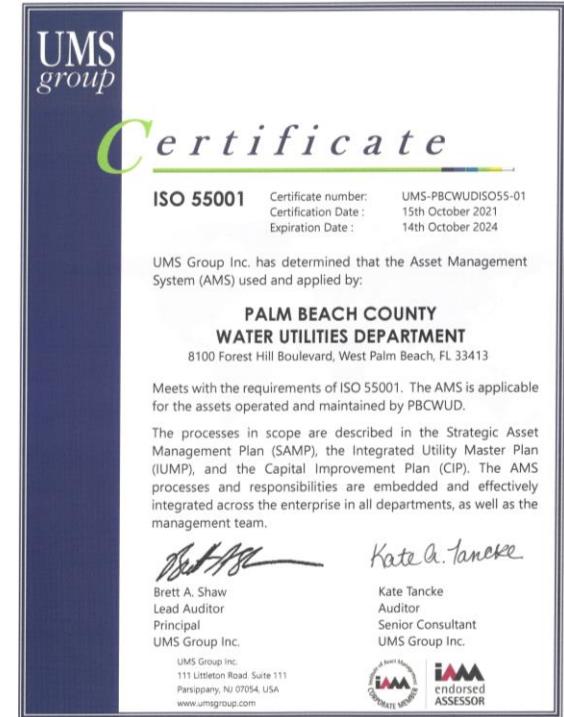 UMS
group
Certificate
ISO 55001
Certificate number: UMS-PBCWUDISO55-01
Certification Date : 15th October 2021
Expiration Date : 14th October 2024
UMS Group Inc. has determined that the Asset Management
System (AMS) used and applied by:
PALM BEACH COUNTY
WATER UTILITIES DEPARTMENT
8100 Forest Hill Boulevard, West Palm Beach, FL 33413
Meets with the requirements of ISO 55001. The AMS is applicable
for the assets operated and maintained by PBCWUD.
The processes in scope are described in the Strategic Asset
Management Plan (SAMP), the Integrated Utility Master Plan
(IUMP), and the Capital Improvement Plan (CIP). The AMS
processes and responsibilities are embedded and effectively
integrated across the enterprise in all departments, as well as the
management team.
Kate A. Tancke
Brett A. Shaw
Lead Auditor
Principal
UMS Group Inc.
Kate Tancke
Auditor
Senior Consultant
UMS Group Inc.
UMS Group Inc.
111 Littleton Road. Suite 111
Parsippany, NJ 07054, USA
www.umsgroup.com
Institute of Asset Management
iAM
CORPORATE MEMBER
iAM
endorsed
ASSESSOR